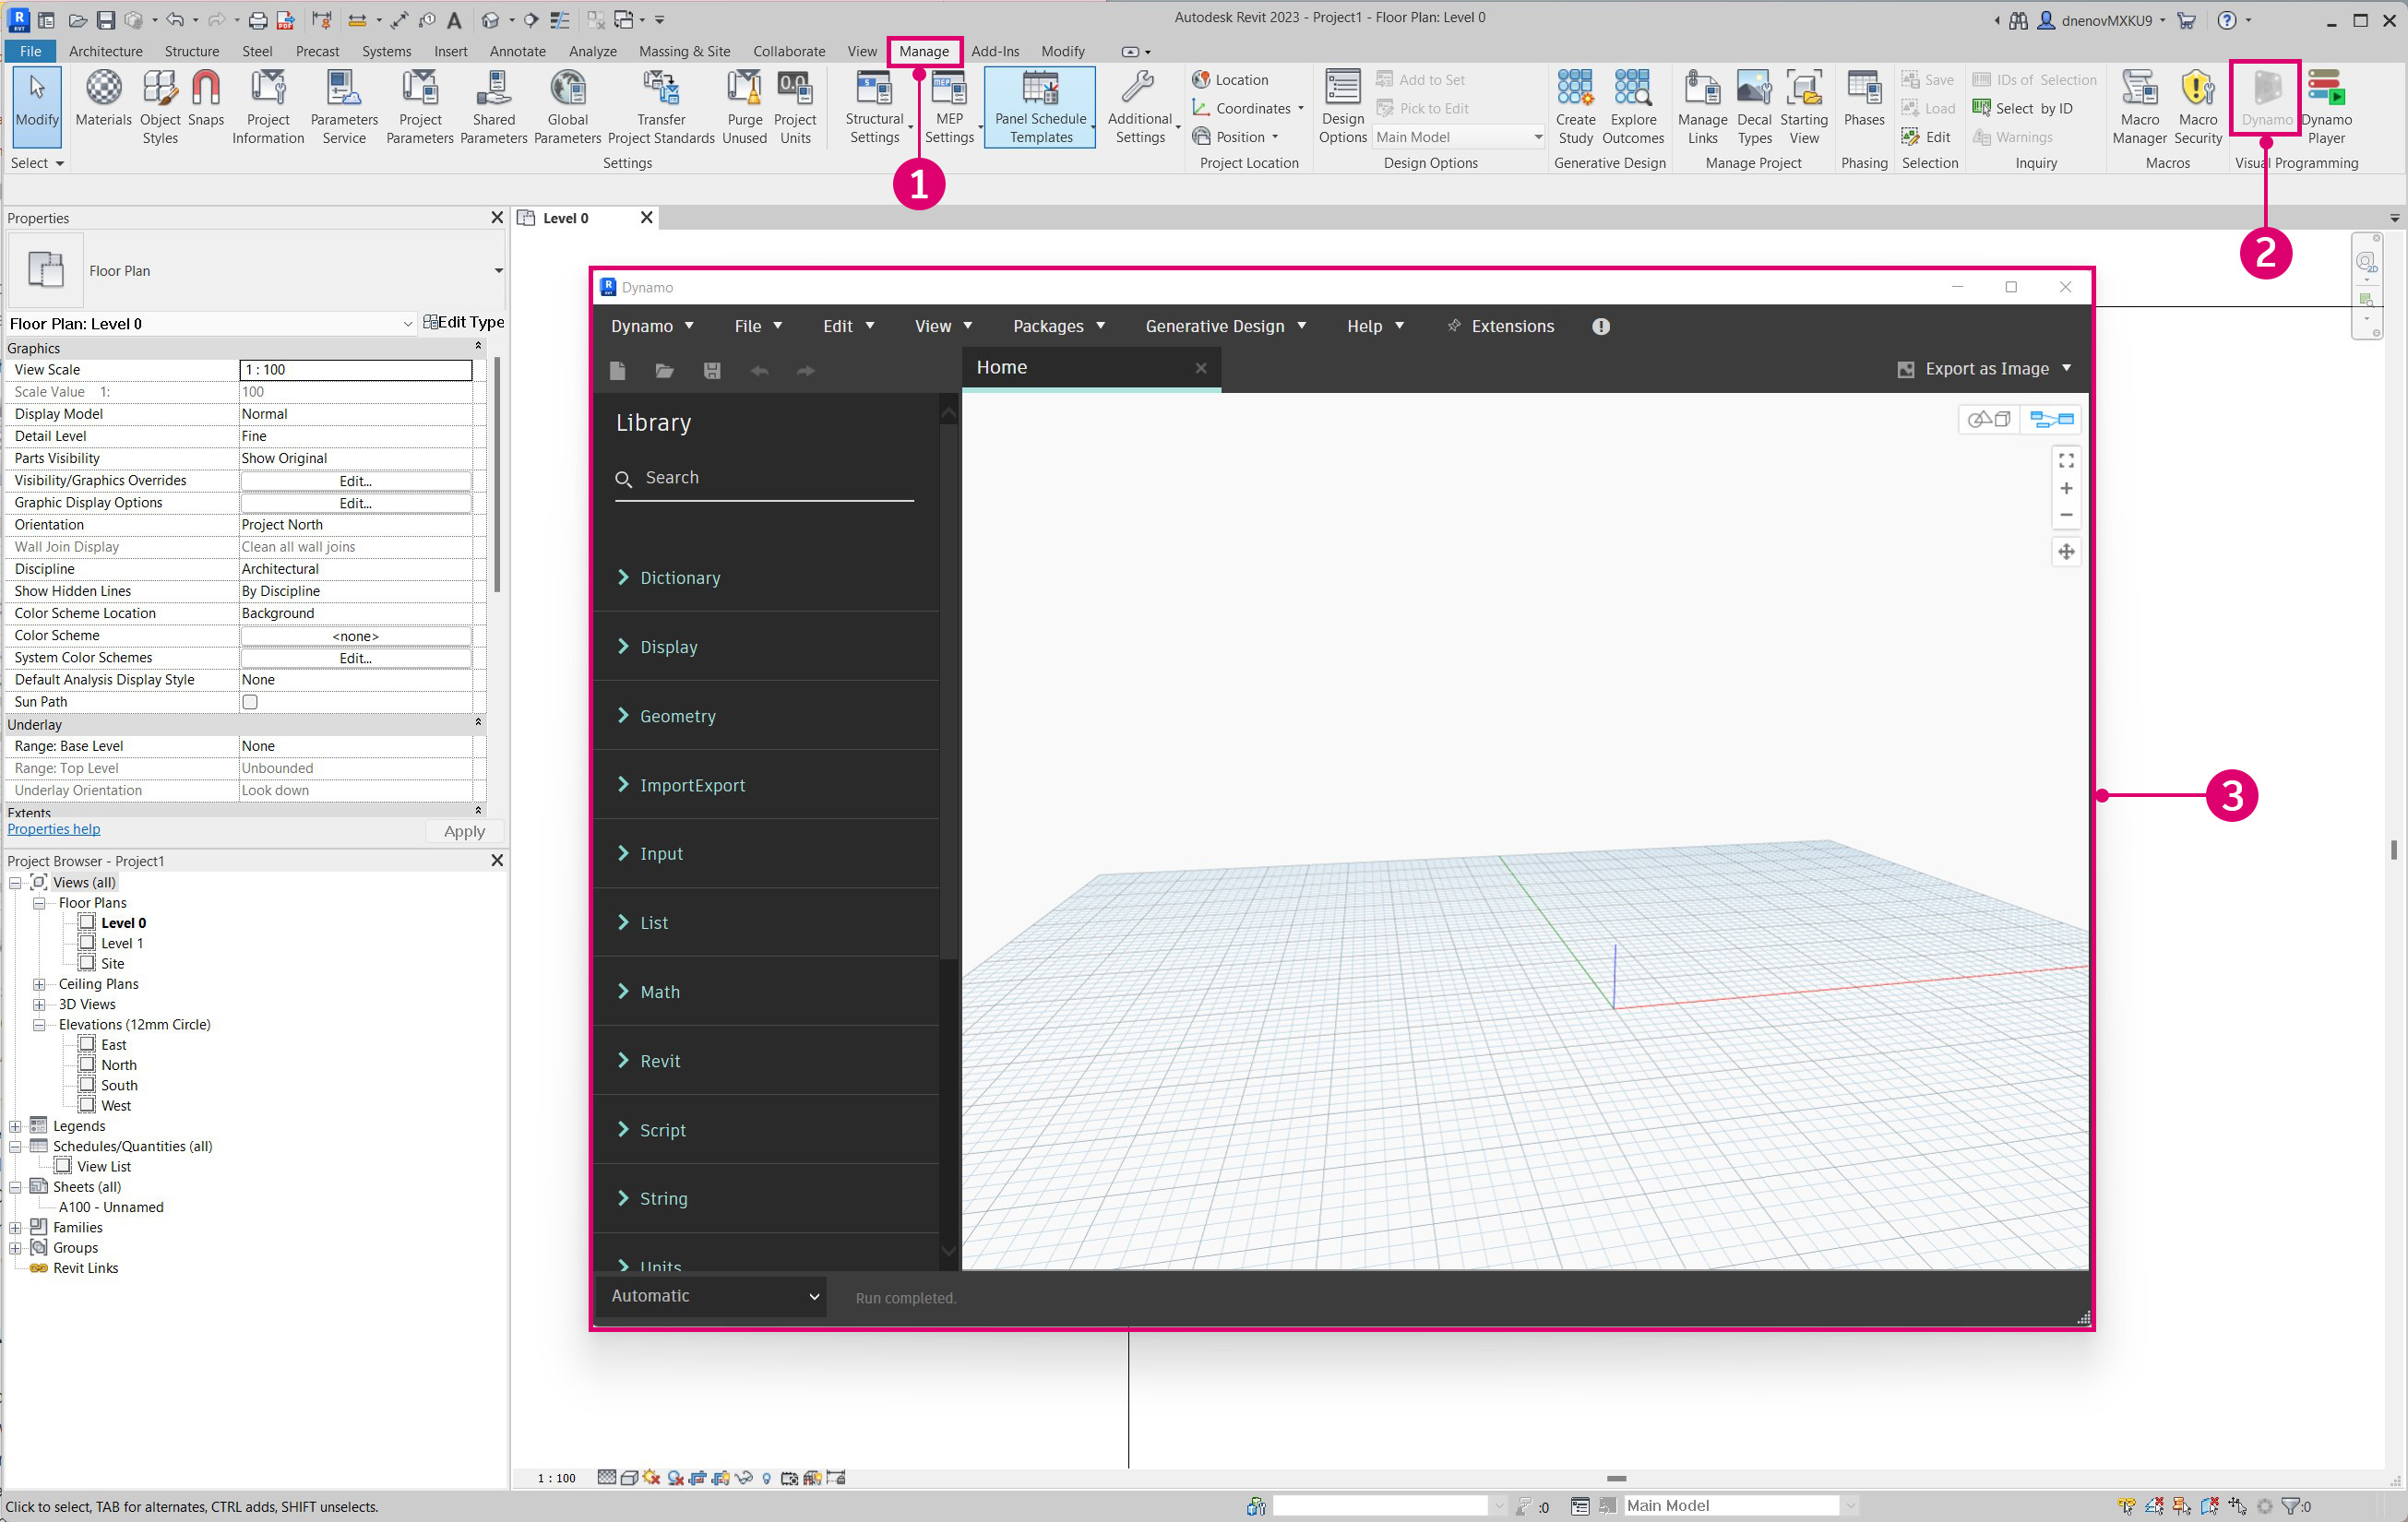 Autodesk Revit 2023 - Project1 - Floor Plan: Level 0
dnenovMXKU9
File Architecture Structure Steel Precast Systems Insert Annotate Analyze Massing & Site Collaborate View Manage Add-Ins Modify
Modify
Select
Materials
Object Styles
Snaps
Project Information
Parameters Service
Project Parameters
Shared Parameters
Global Parameters
Transfer Project Standards
Purge Unused
Project Units
Settings
Structural Settings
MEP Settings
Panel Schedule Templates
Additional Settings
Location
Coordinates
Position
Project Location
Design Options
Add to Set
Pick to Edit
Main Model
Design Options
Create Study
Explore Outcomes
Generative Design
Manage Links
Decal Types
Starting View
Manage Project
Phases
Phasing
Save
Load
Edit
Selection
IDs of Selection
Select by ID
Warnings
Inquiry
Macro Manager
Macro Security
Macros
Dynamo
Dynamo Player
Visual Programming
1
2
3
Properties
Floor Plan
Floor Plan: Level 0
Edit Type
Graphics
View Scale 1 : 100
Scale Value 1: 100
Display Model Normal
Detail Level Fine
Parts Visibility Show Original
Visibility/Graphics Overrides Edit...
Graphic Display Options Edit...
Orientation Project North
Wall Join Display Clean all wall joins
Discipline Architectural
Show Hidden Lines By Discipline
Color Scheme Location Background
Color Scheme <none>
System Color Schemes Edit...
Default Analysis Display Style None
Sun Path
Underlay
Range: Base Level None
Range: Top Level Unbounded
Underlay Orientation Look down
Extents
Properties help
Apply
Project Browser - Project1
Views (all)
Floor Plans
Level 0
Level 1
Site
Ceiling Plans
3D Views
Elevations (12mm Circle)
East
North
South
West
Legends
Schedules/Quantities (all)
View List
Sheets (all)
A100 - Unnamed
Families
Groups
Revit Links
Level 0
Dynamo
Dynamo File Edit View Packages Generative Design Help Extensions
Home
Export as Image
Library
Search
Dictionary
Display
Geometry
ImportExport
Input
List
Math
Revit
Script
String
Units
Automatic
Run completed.
2D
1 : 100
Click to select, TAB for alternates, CTRL adds, SHIFT unselects.
:0
Main Model
:0